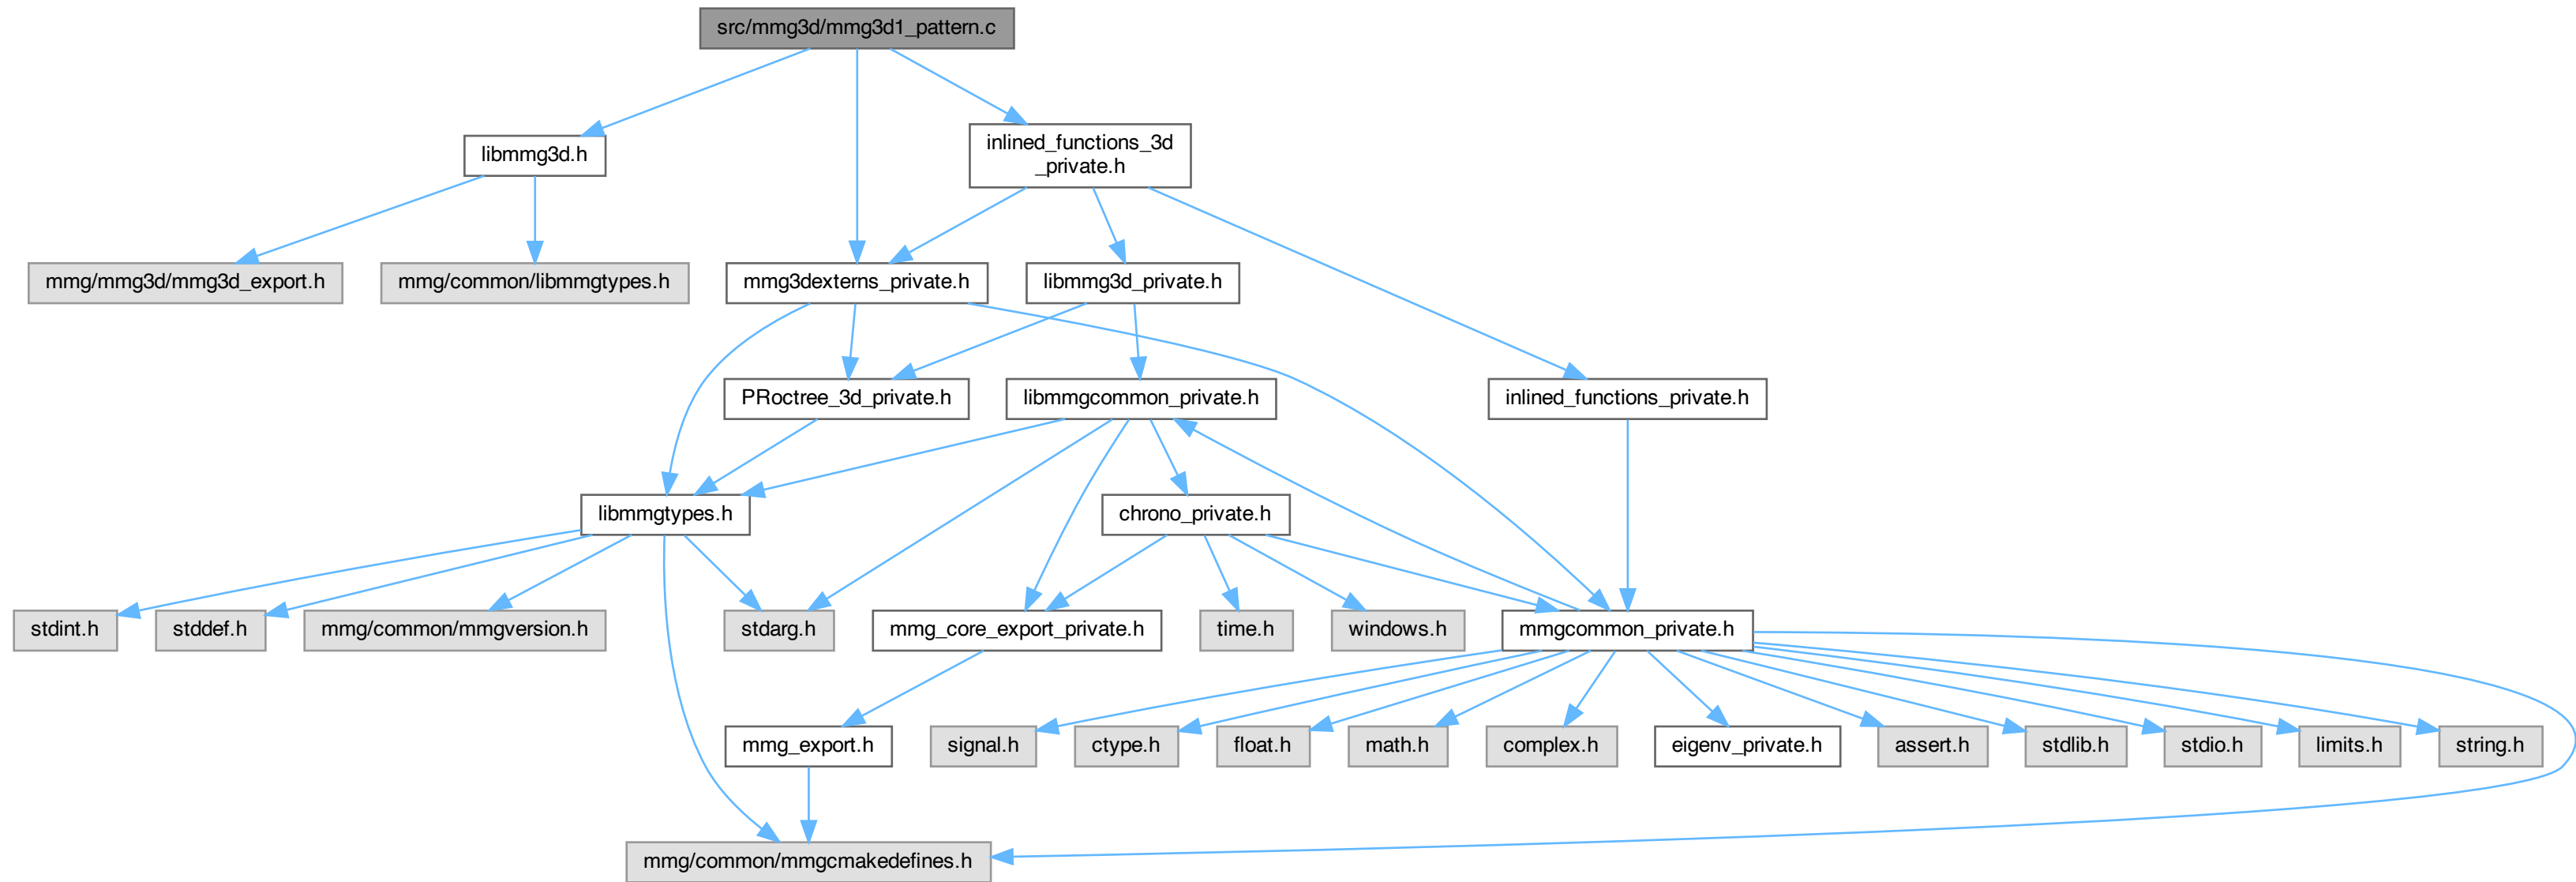 src/mmg3d/mmg3d1_pattern.c
libmmg3d.h
inlined_functions_3d
_private.h
mmg/mmg3d/mmg3d_export.h
mmg/common/libmmgtypes.h
mmg3dexterns_private.h
libmmg3d_private.h
PRoctree_3d_private.h
libmmgcommon_private.h
inlined_functions_private.h
libmmgtypes.h
chrono_private.h
stdint.h
stddef.h
mmg/common/mmgversion.h
stdarg.h
mmg_core_export_private.h
time.h
windows.h
mmgcommon_private.h
mmg_export.h
signal.h
ctype.h
float.h
math.h
complex.h
eigenv_private.h
assert.h
stdlib.h
stdio.h
limits.h
string.h
mmg/common/mmgcmakedefines.h